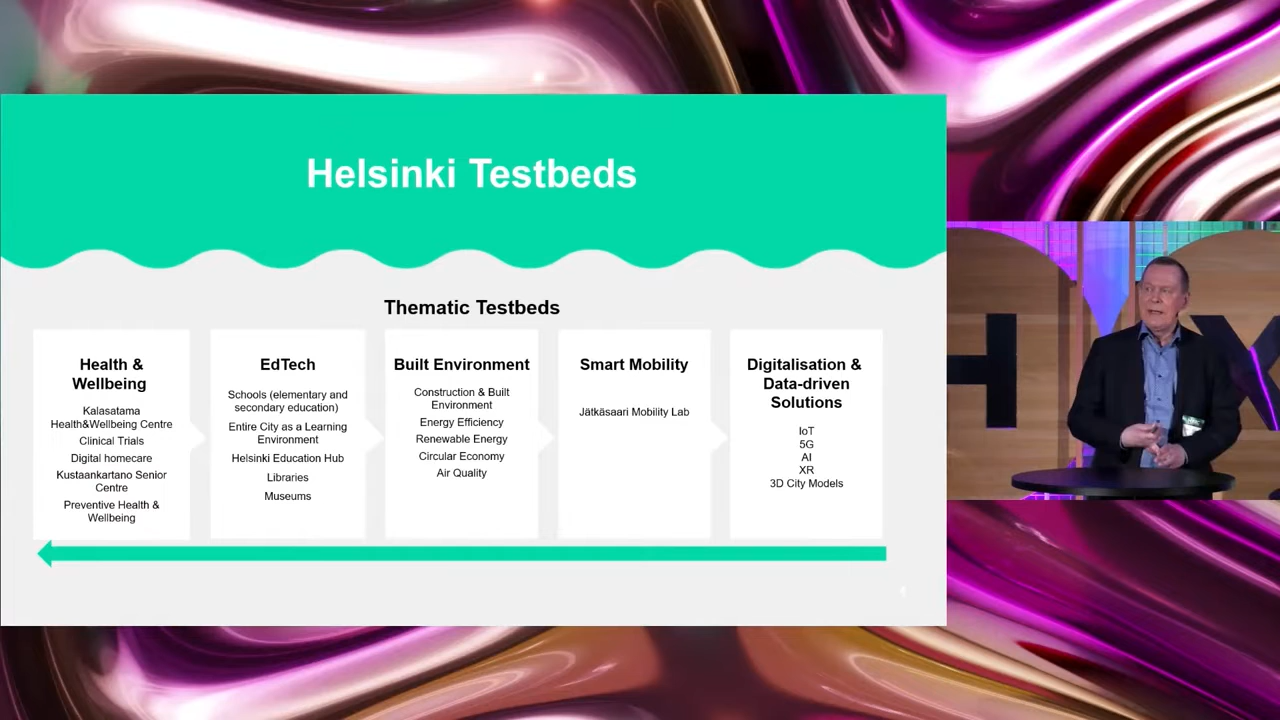 Helsinki Testbeds
Thematic Testbeds
Health &
Wellbeing
Kalasatama
Health&Wellbeing Centre
Clinical Trials
Digital homecare
Kustaankartano Senior
Centre
Preventive Health &
Wellbeing
EdTech
Schools (elementary and
secondary education)
Entire City as a Learning
Environment
Helsinki Education Hub
Libraries
Museums
Built Environment
Construction & Built
Environment
Energy Efficiency
Renewable Energy
Circular Economy
Air Quality
Smart Mobility
Jätkäsaari Mobility Lab
Digitalisation &
Data-driven
Solutions
IoT
5G
AI
XR
3D City Models
4
H X